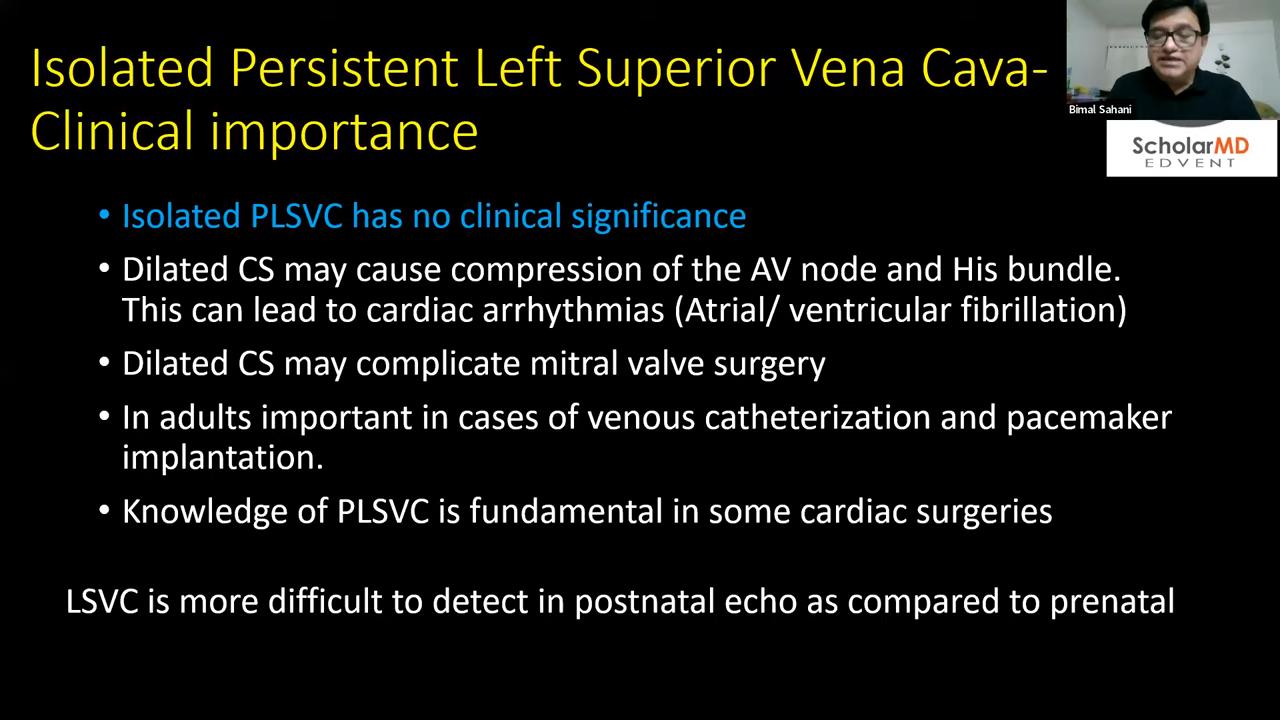 Isolated Persistent Left Superior Vena Cava-
Clinical importance
Bimal Sahani
ScholarMD
EDVENT
• Isolated PLSVC has no clinical significance
• Dilated CS may cause compression of the AV node and His bundle.
This can lead to cardiac arrhythmias (Atrial/ ventricular fibrillation)
• Dilated CS may complicate mitral valve surgery
• In adults important in cases of venous catheterization and pacemaker
implantation.
• Knowledge of PLSVC is fundamental in some cardiac surgeries
LSVC is more difficult to detect in postnatal echo as compared to prenatal